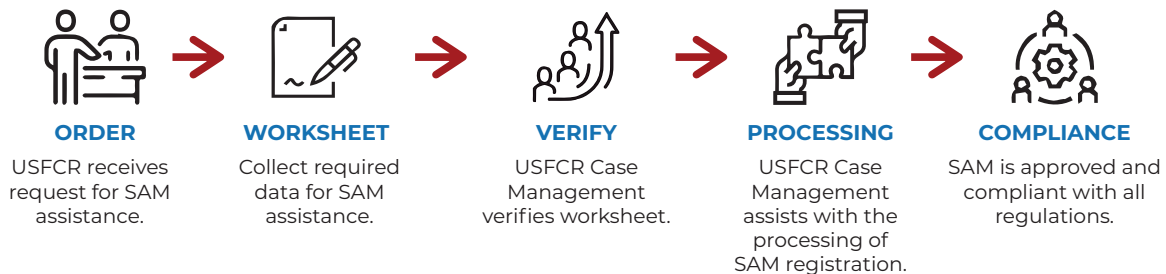 ORDER
USFCR receives
request for SAM
assistance.
WORKSHEET
Collect required
data for SAM
assistance.
VERIFY
USFCR Case
Management
verifies worksheet.
PROCESSING
USFCR Case
Management
assists with the
processing of
SAM registration.
COMPLIANCE
SAM is approved and
compliant with all
regulations.